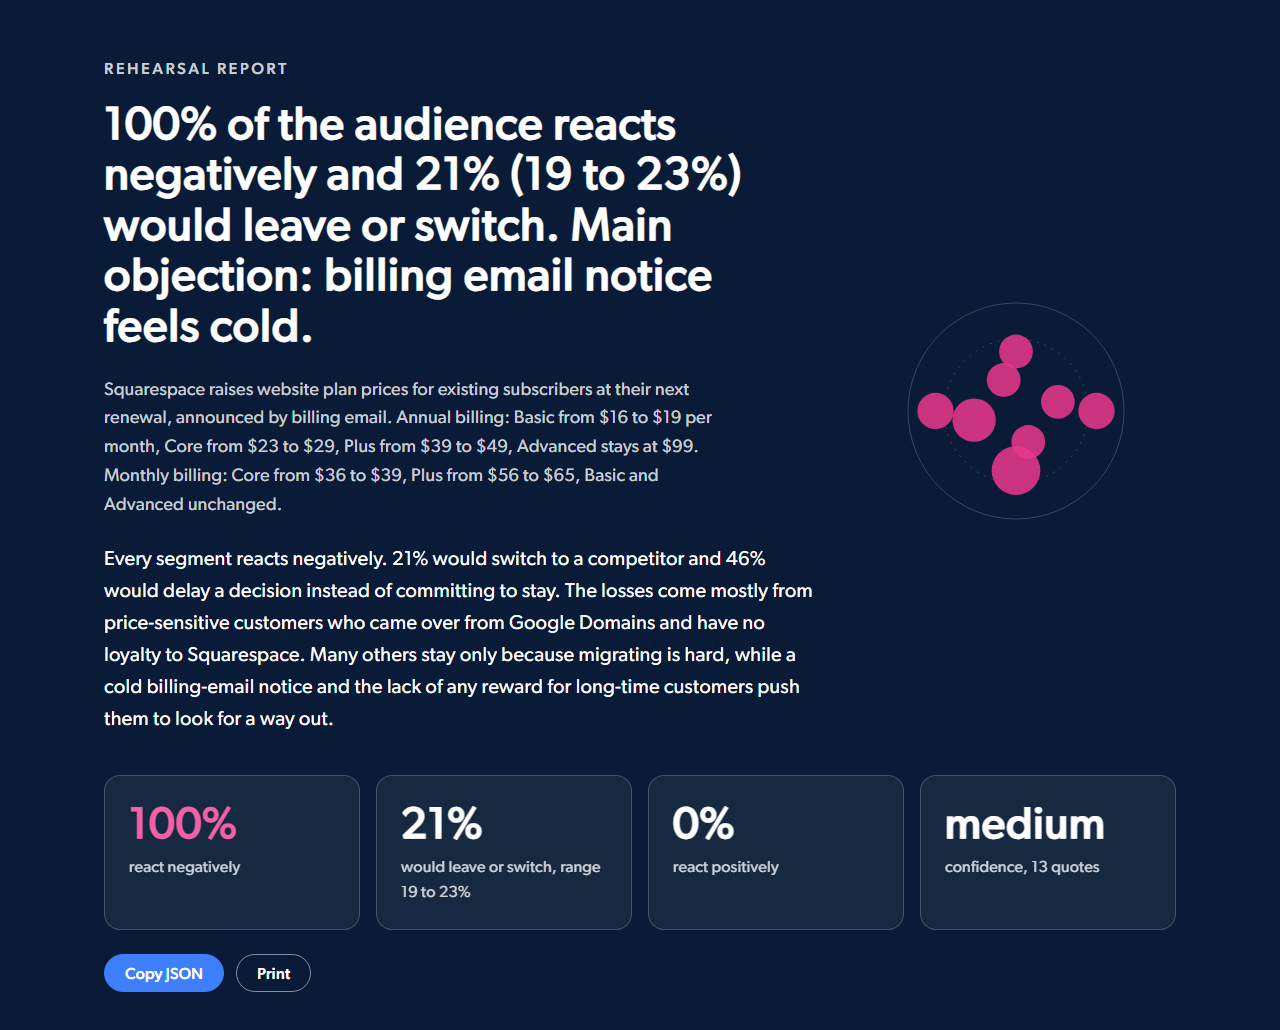 REHEARSAL REPORT
100% of the audience reacts
negatively and 21% (19 to 23%)
would leave or switch. Main
objection: billing email notice
feels cold.
Squarespace raises website plan prices for existing subscribers at their next
renewal, announced by billing email. Annual billing: Basic from $16 to $19 per
month, Core from $23 to $29, Plus from $39 to $49, Advanced stays at $99.
Monthly billing: Core from $36 to $39, Plus from $56 to $65, Basic and
Advanced unchanged.
Every segment reacts negatively. 21% would switch to a competitor and 46%
would delay a decision instead of committing to stay. The losses come mostly from
price-sensitive customers who came over from Google Domains and have no
loyalty to Squarespace. Many others stay only because migrating is hard, while a
cold billing-email notice and the lack of any reward for long-time customers push
them to look for a way out.
100%
react negatively
21%
would leave or switch, range
19 to 23%
0%
react positively
medium
confidence, 13 quotes
Copy JSON
Print